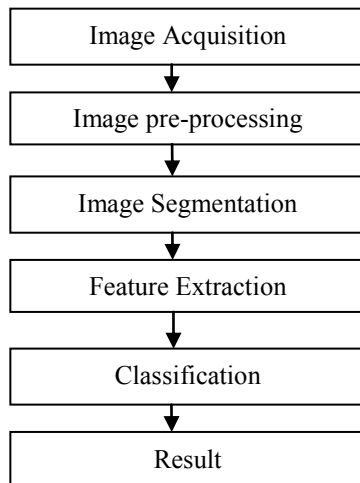 Image Acquisition
Image pre-processing
Image Segmentation
Feature Extraction
Classification
Result